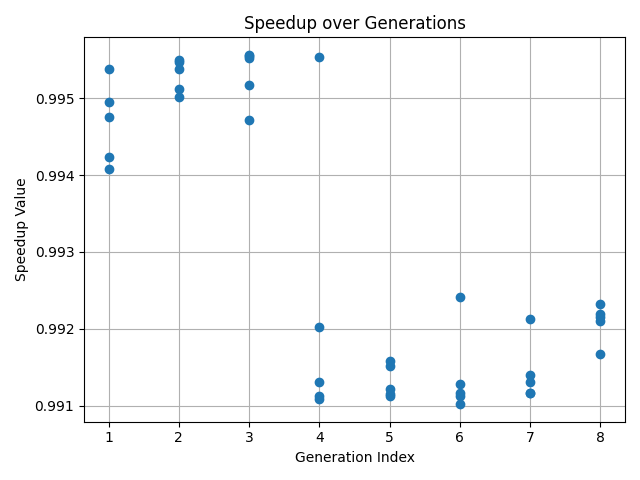 Speedup over Generations
Speedup Value
0.995
0.994
0.993
0.992
0.991
1 2 3 4 5 6 7 8
Generation Index